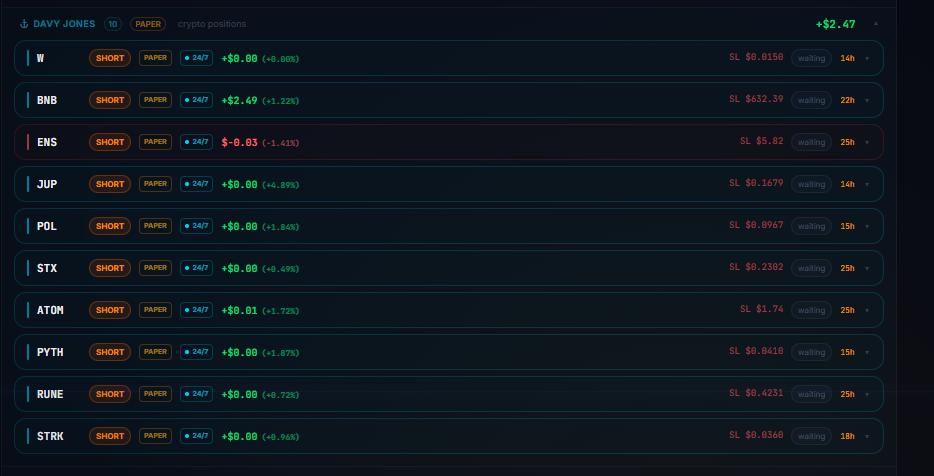 ⚓ DAVY JONES 10 PAPER crypto positions +$2.47 ▲
W SHORT PAPER • 24/7 +$0.00 (+0.00%) SL $0.0150 waiting 14h ▼
BNB SHORT PAPER • 24/7 +$2.49 (+1.22%) SL $632.39 waiting 22h ▼
ENS SHORT PAPER • 24/7 $-0.03 (-1.41%) SL $5.82 waiting 25h ▼
JUP SHORT PAPER • 24/7 +$0.00 (+4.89%) SL $0.1679 waiting 14h ▼
POL SHORT PAPER • 24/7 +$0.00 (+1.84%) SL $0.0967 waiting 15h ▼
STX SHORT PAPER • 24/7 +$0.00 (+0.49%) SL $0.2302 waiting 25h ▼
ATOM SHORT PAPER • 24/7 +$0.01 (+1.72%) SL $1.74 waiting 25h ▼
PYTH SHORT PAPER • 24/7 +$0.00 (+1.87%) SL $0.0410 waiting 15h ▼
RUNE SHORT PAPER • 24/7 +$0.00 (+0.72%) SL $0.4231 waiting 25h ▼
STRK SHORT PAPER • 24/7 +$0.00 (+0.96%) SL $0.0360 waiting 18h ▼